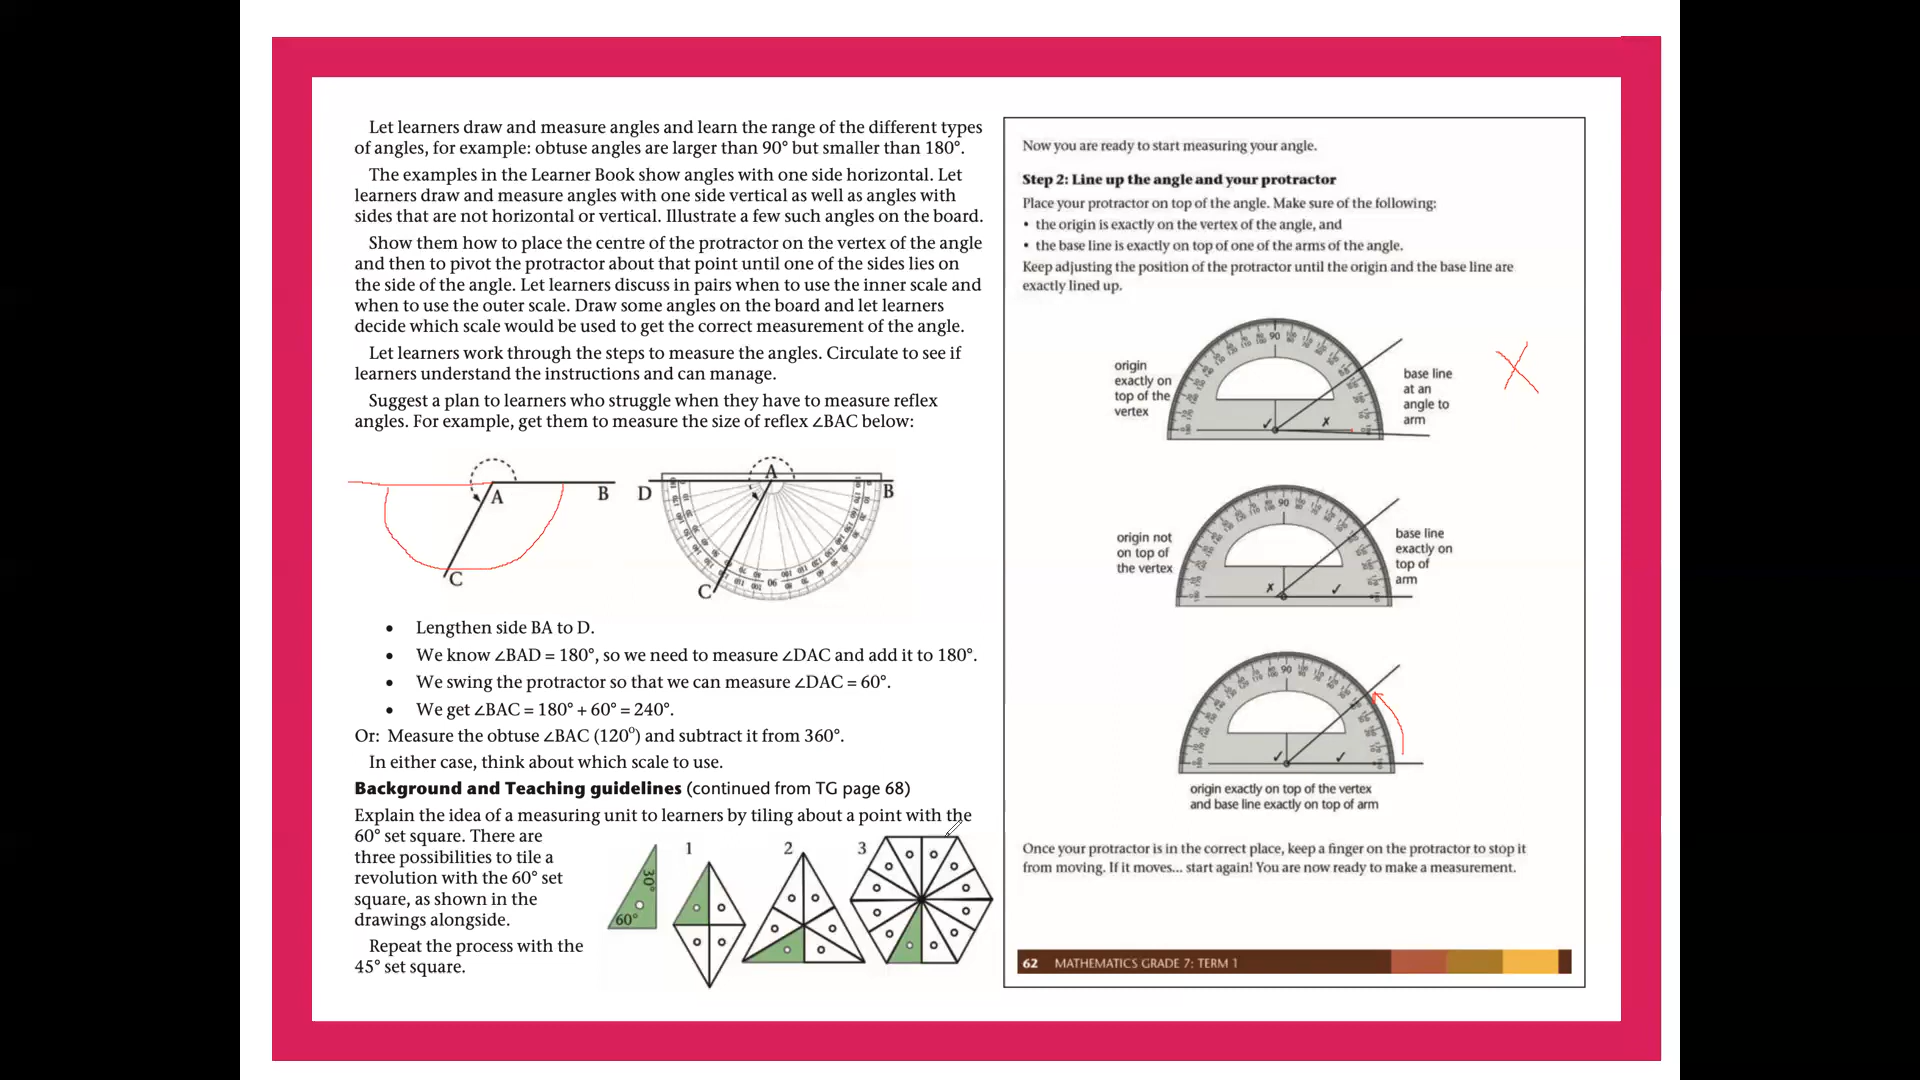 Let learners draw and measure angles and learn the range of the different types
of angles, for example: obtuse angles are larger than 90° but smaller than 180°.
The examples in the Learner Book show angles with one side horizontal. Let
learners draw and measure angles with one side vertical as well as angles with
sides that are not horizontal or vertical. Illustrate a few such angles on the board.
Show them how to place the centre of the protractor on the vertex of the angle
and then to pivot the protractor about that point until one of the sides lies on
the side of the angle. Let learners discuss in pairs when to use the inner scale and
when to use the outer scale. Draw some angles on the board and let learners
decide which scale would be used to get the correct measurement of the angle.
Let learners work through the steps to measure the angles. Circulate to see if
learners understand the instructions and can manage.
Suggest a plan to learners who struggle when they have to measure reflex
angles. For example, get them to measure the size of reflex ∠BAC below:
A
B
C
D
A
B
C
• Lengthen side BA to D.
• We know ∠BAD = 180°, so we need to measure ∠DAC and add it to 180°.
• We swing the protractor so that we can measure ∠DAC = 60°.
• We get ∠BAC = 180° + 60° = 240°.
Or: Measure the obtuse ∠BAC (120°) and subtract it from 360°.
In either case, think about which scale to use.
Background and Teaching guidelines (continued from TG page 68)
Explain the idea of a measuring unit to learners by tiling about a point with the
60° set square. There are
three possibilities to tile a
revolution with the 60° set
square, as shown in the
drawings alongside.
Repeat the process with the
45° set square.
30°
60°
1
2
3
Now you are ready to start measuring your angle.
Step 2: Line up the angle and your protractor
Place your protractor on top of the angle. Make sure of the following:
• the origin is exactly on the vertex of the angle, and
• the base line is exactly on top of one of the arms of the angle.
Keep adjusting the position of the protractor until the origin and the base line are
exactly lined up.
origin
exactly on
top of the
vertex
90
✓
✗
base line
at an
angle to
arm
origin not
on top of
the vertex
90
✗
✓
base line
exactly on
top of
arm
90
✓
✓
origin exactly on top of the vertex
and base line exactly on top of arm
Once your protractor is in the correct place, keep a finger on the protractor to stop it
from moving. If it moves... start again! You are now ready to make a measurement.
62 MATHEMATICS GRADE 7: TERM 1